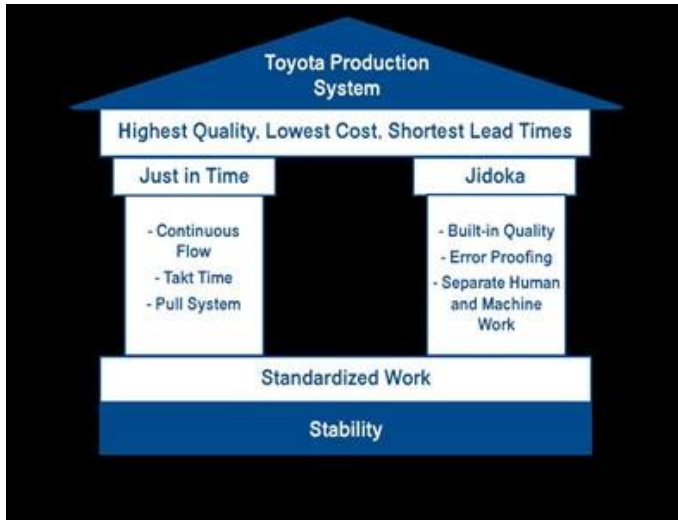 Toyota Production
System
Highest Quality, Lowest Cost, Shortest Lead Times
Just in Time
- Continuous
Flow
- Takt Time
- Pull System
Jidoka
- Built-in Quality
- Error Proofing
- Separate Human
and Machine
Work
Standardized Work
Stability